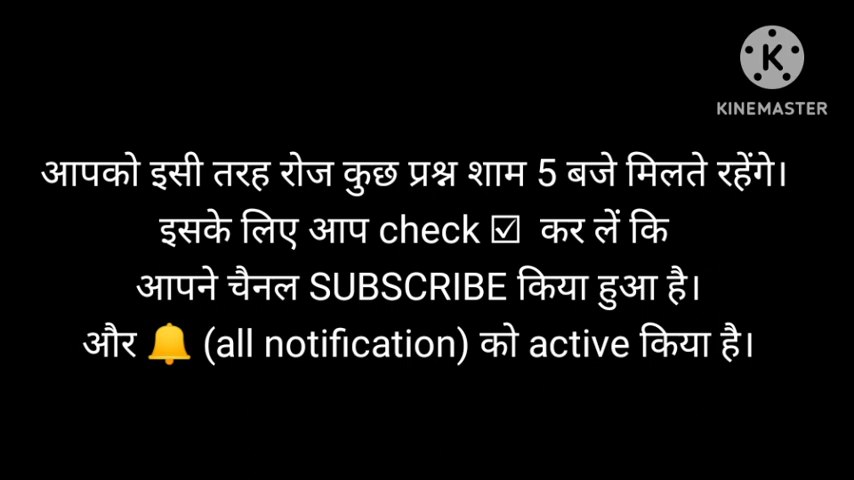 K
KINEMASTER
आपको इसी तरह रोज कुछ प्रश्न शाम 5 बजे मिलते रहेंगे।
इसके लिए आप check ☑ कर लें कि
आपने चैनल SUBSCRIBE किया हुआ है।
और 🔔 (all notification) को active किया है।